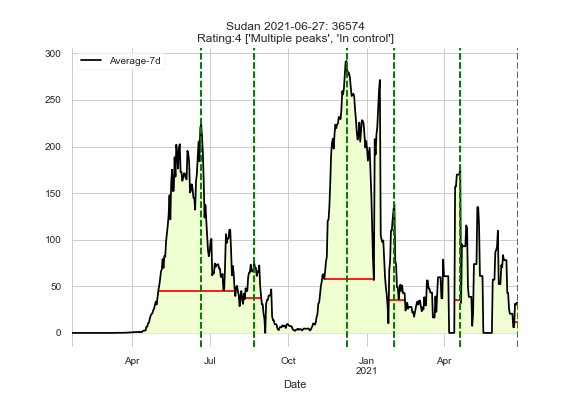 Sudan 2021-06-27: 36574
Rating:4 ['Multiple peaks', 'In control']
Average-7d
300
250
200
150
100
50
0
Apr
Jul
Oct
Jan
2021
Apr
Date